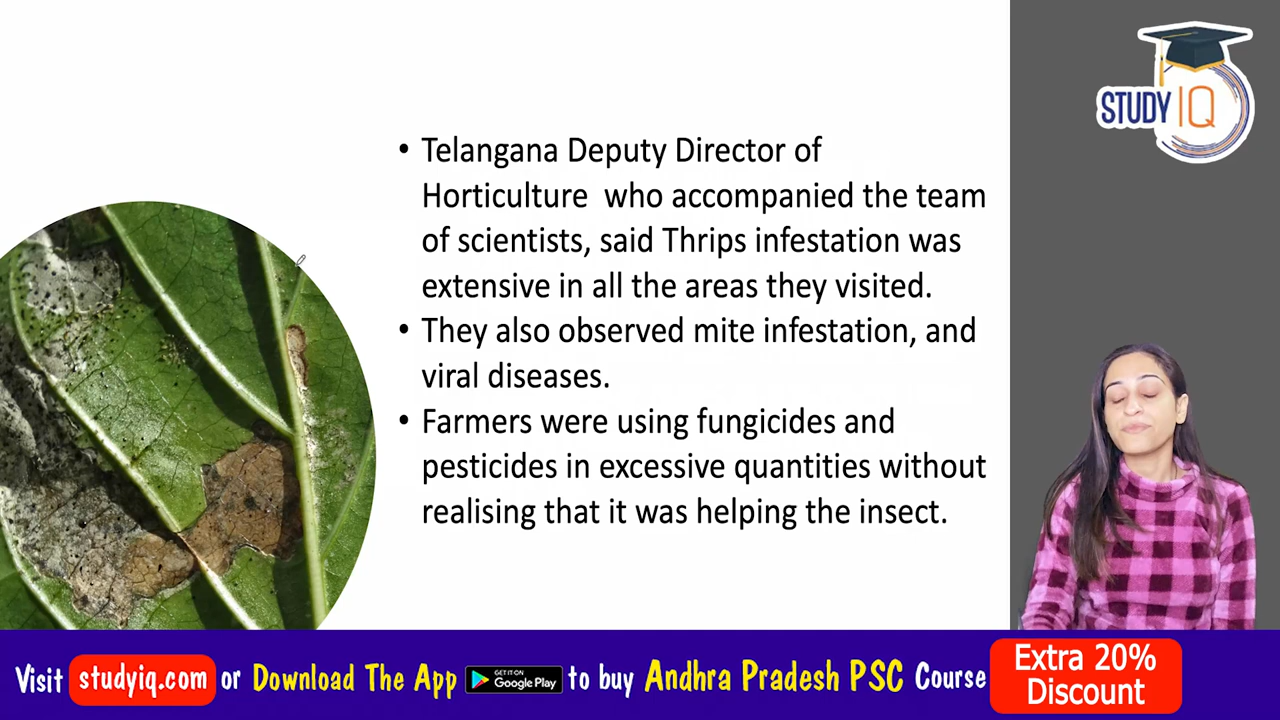 STUDY IQ
• Telangana Deputy Director of
Horticulture who accompanied the team
of scientists, said Thrips infestation was
extensive in all the areas they visited.
• They also observed mite infestation, and
viral diseases.
• Farmers were using fungicides and
pesticides in excessive quantities without
realising that it was helping the insect.
Visit studyiq.com or Download The App GET IT ON Google Play to buy Andhra Pradesh PSC Course
Extra 20%
Discount